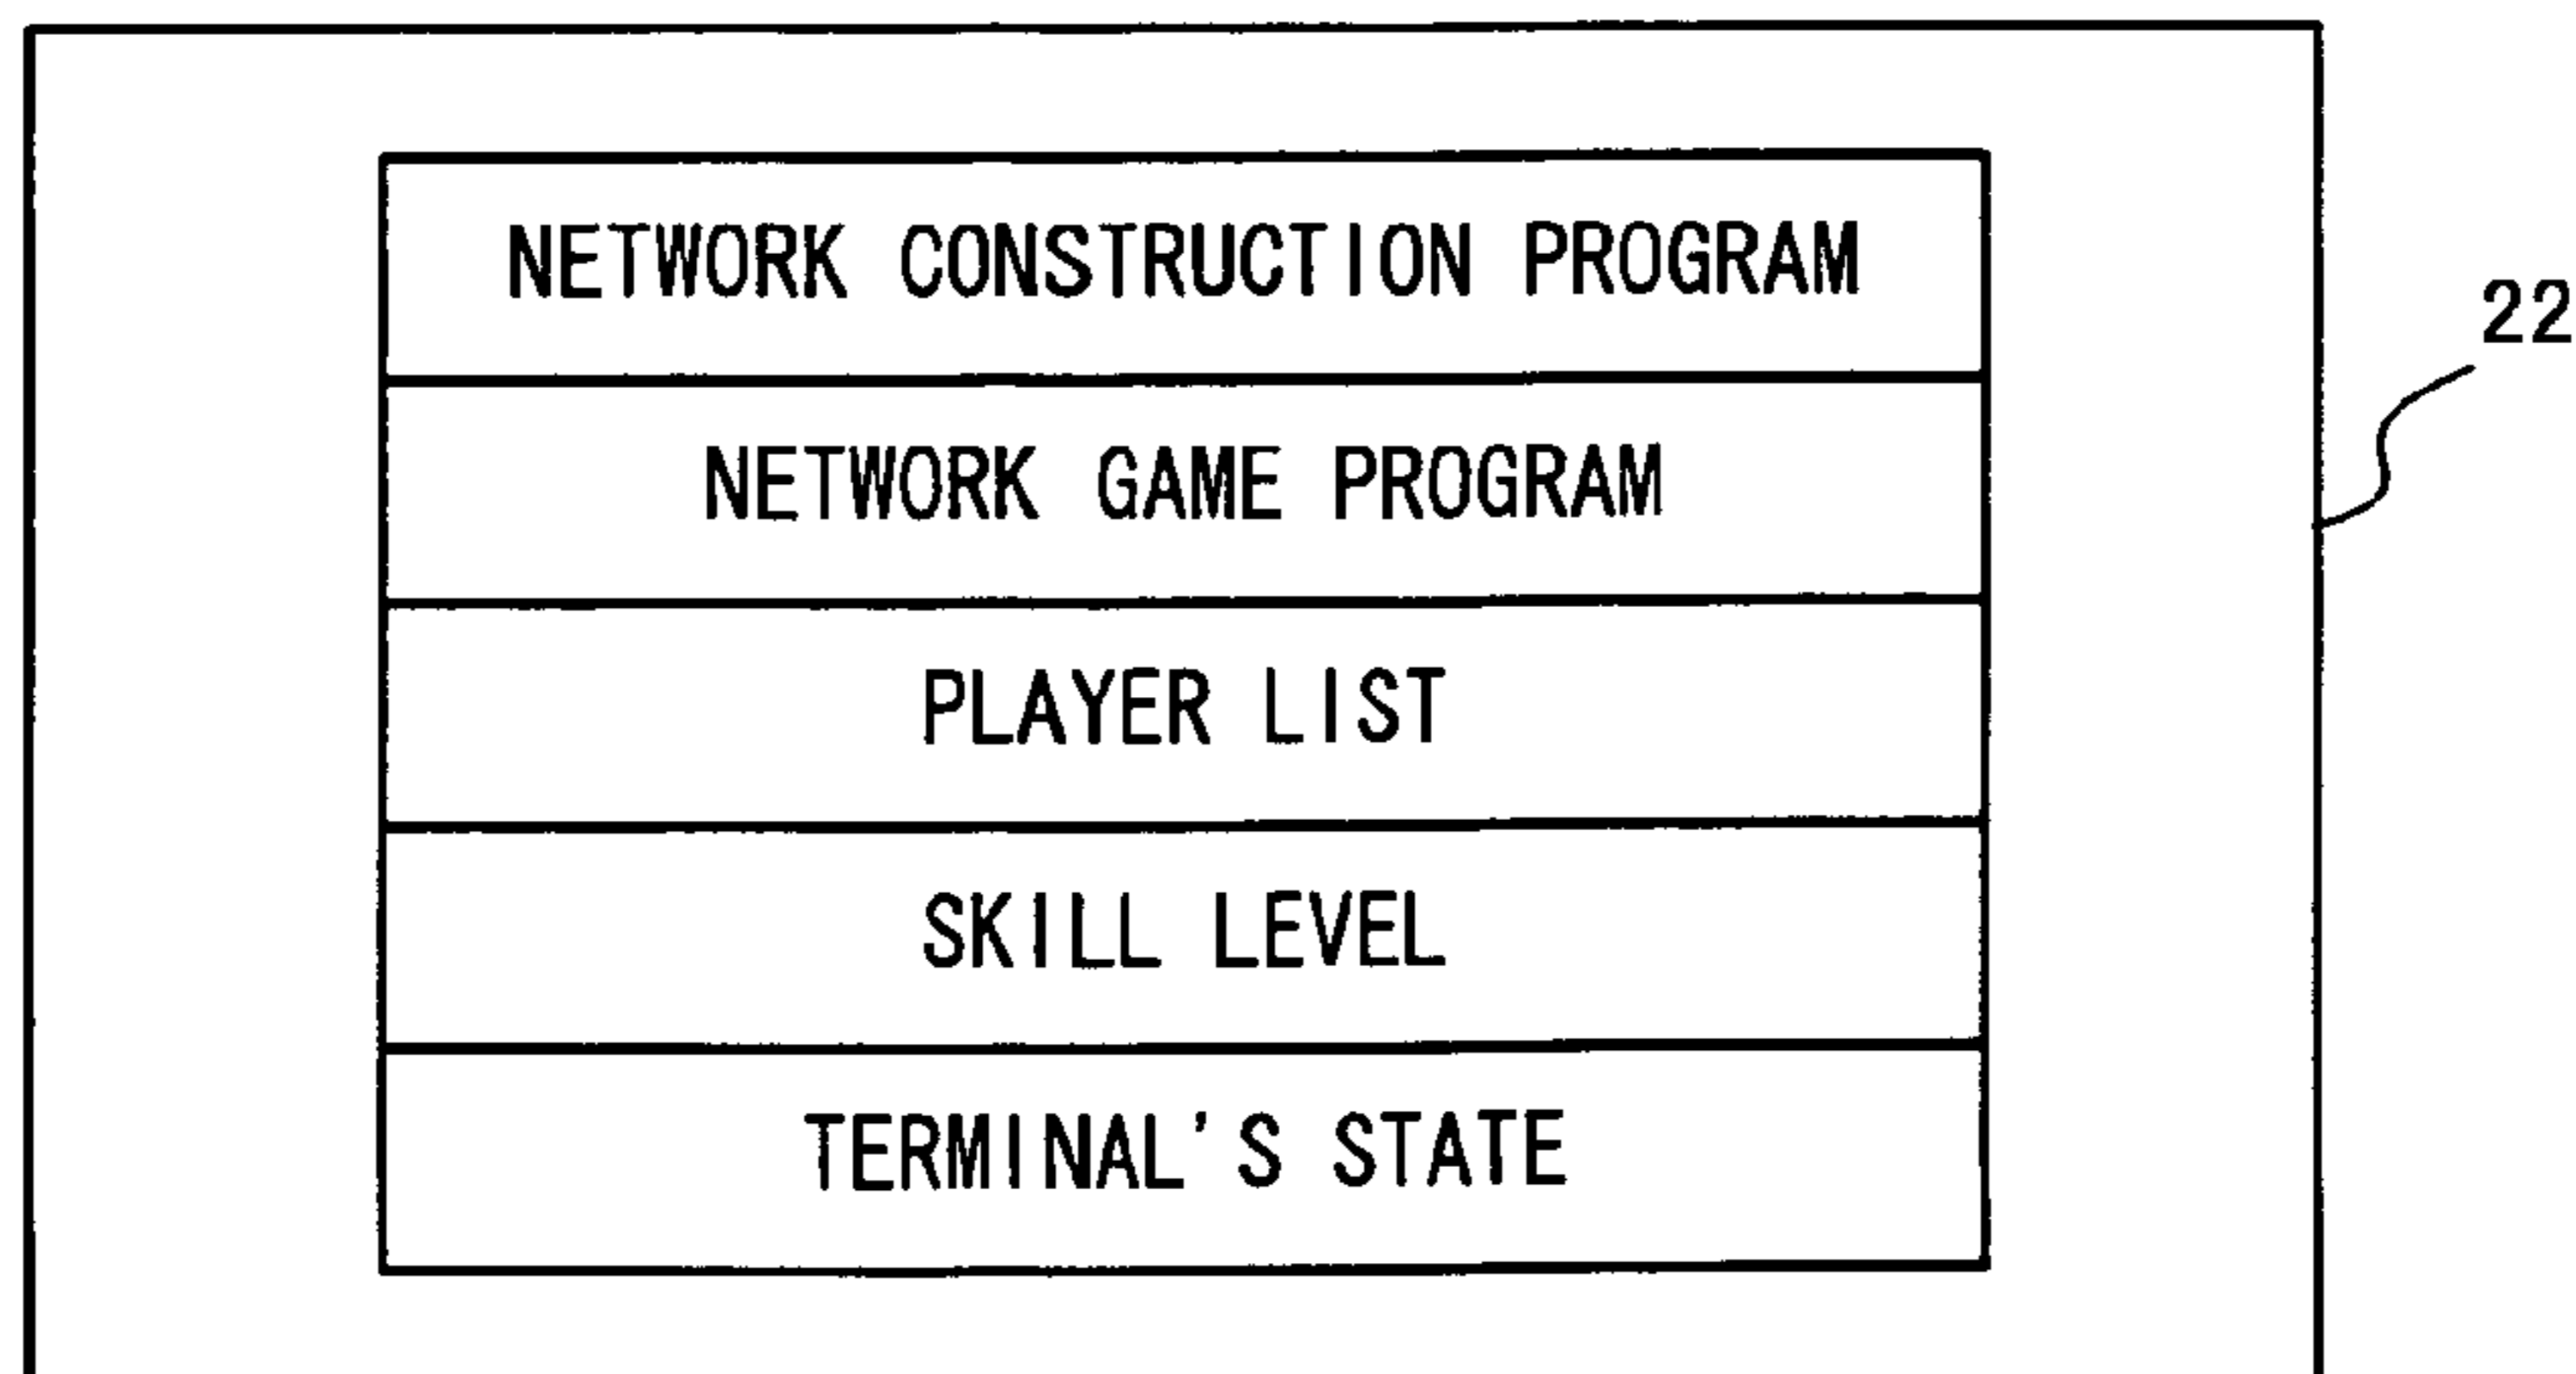 NETWORK CONSTRUCTION PROGRAM
22
NETWORK GAME PROGRAM
PLAYER LIST
SKILL LEVEL
TERMINAL'S STATE